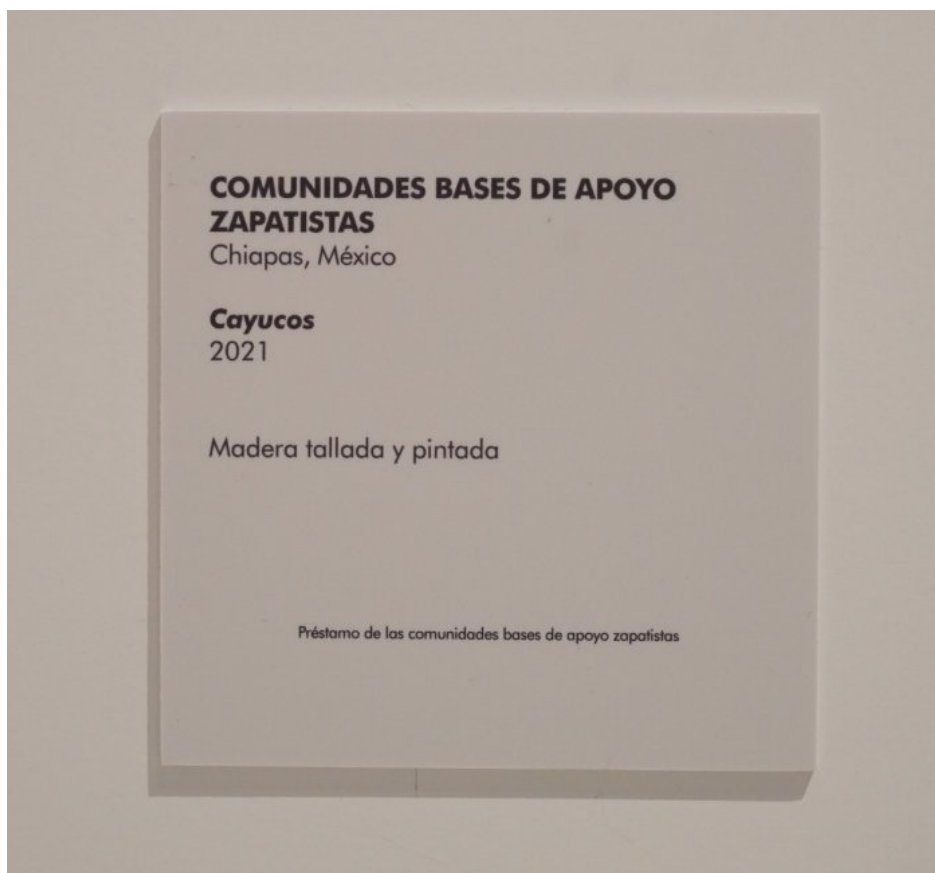 COMUNIDADES BASES DE APOYO
ZAPATISTAS
Chiapas, México
Cayucos
2021
Madera tallada y pintada
Préstamo de las comunidades bases de apoyo zapatistas